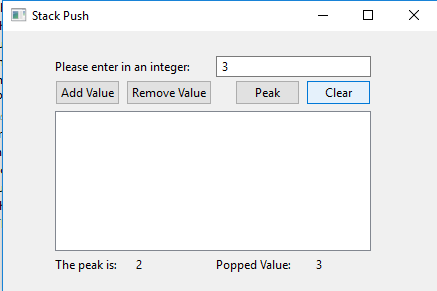 Stack Push
Please enter in an integer: 3
Add Value Remove Value Peak Clear
The peak is: 2 Popped Value: 3